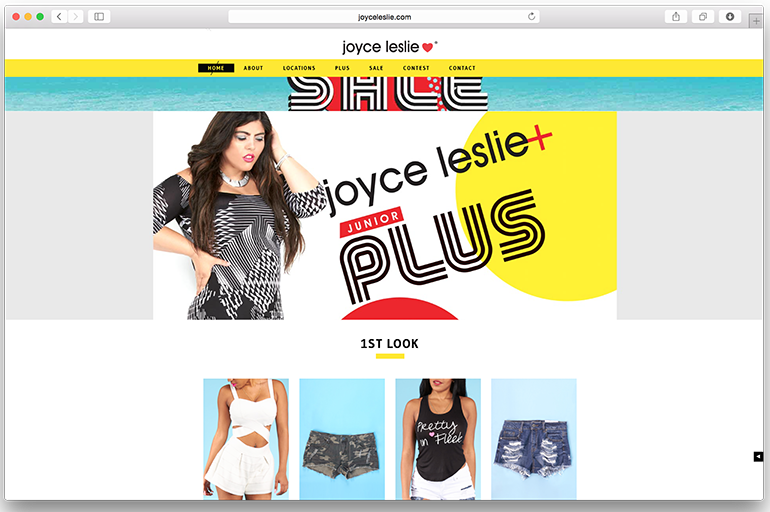 joyceleslie.com
joyce leslie
HOME ABOUT LOCATIONS PLUS SALE CONTEST CONTACT
SALE
joyce leslie+
JUNIOR
PLUS
1ST LOOK
Pretty
in Fleek